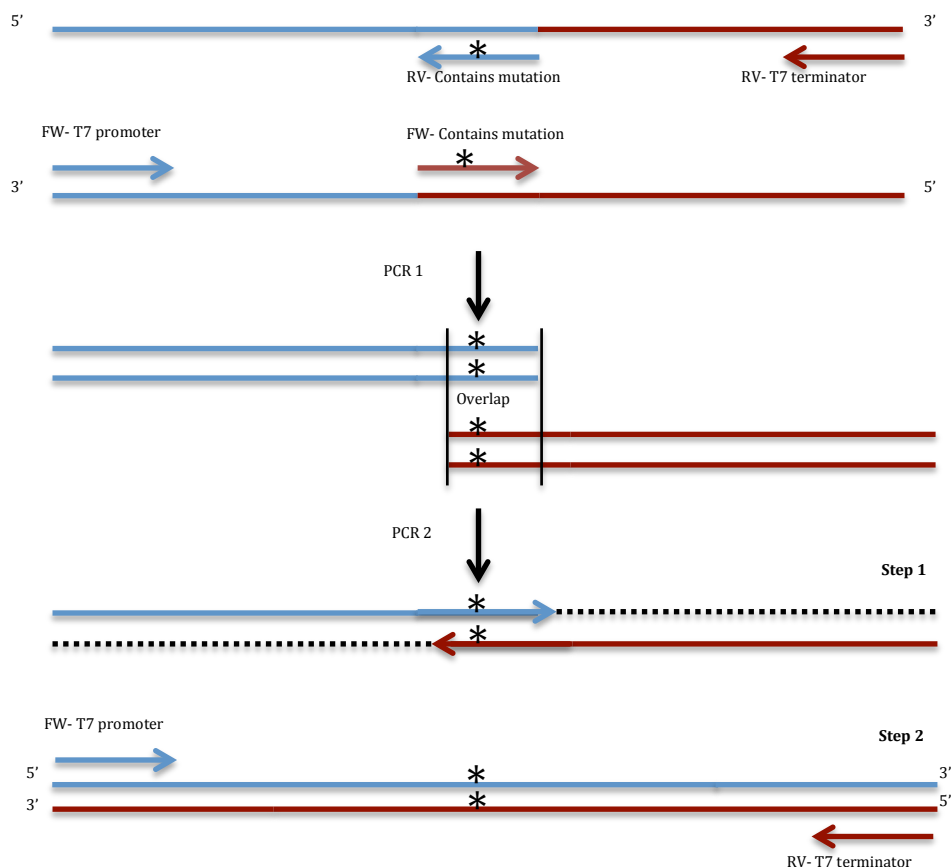 5’ 3’
*
RV- Contains mutation RV- T7 terminator
FW- T7 promoter FW- Contains mutation
*
3’ 5’
PCR 1
*
*
Overlap
*
*
PCR 2
Step 1
*
*
FW- T7 promoter Step 2
5’ * 3’
3’ * 5’
RV- T7 terminator